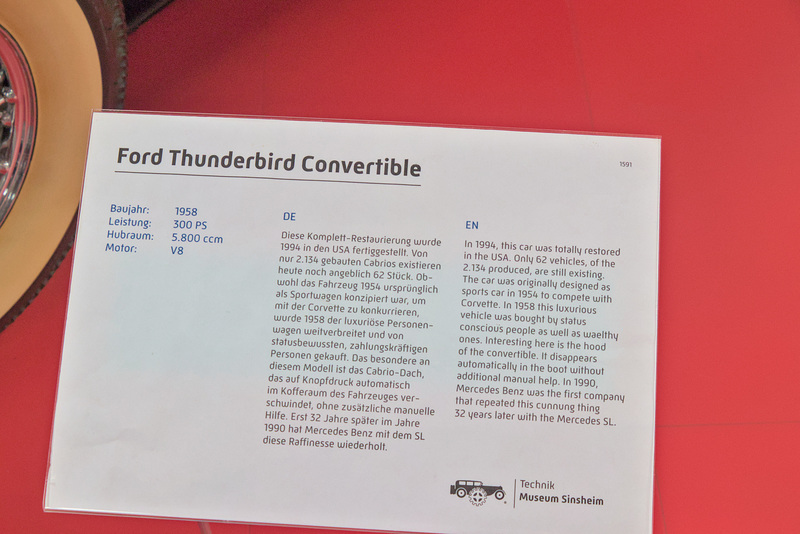 Ford Thunderbird Convertible
1591
Baujahr: 1958
Leistung: 300 PS
Hubraum: 5.800 ccm
Motor: V8
DE
Diese Komplett-Restaurierung wurde
1994 in den USA fertiggestellt. Von
nur 2.134 gebauten Cabrios existieren
heute noch angeblich 62 Stück. Ob-
wohl das Fahrzeug 1954 ursprünglich
als Sportwagen konzipiert war, um
mit der Corvette zu konkurrieren,
wurde 1958 der luxuriöse Personen-
wagen weitverbreitet und von
statusbewussten, zahlungskräftigen
Personen gekauft. Das besondere an
diesem Modell ist das Cabrio-Dach,
das auf Knopfdruck automatisch
im Kofferaum des Fahrzeuges ver-
schwindet, ohne zusätzliche manuelle
Hilfe. Erst 32 Jahre später im Jahre
1990 hat Mercedes Benz mit dem SL
diese Raffinesse wiederholt.
EN
In 1994, this car was totally restored
in the USA. Only 62 vehicles, of the
2.134 produced, are still existing.
The car was originally designed as
sports car in 1954 to compete with
Corvette. In 1958 this luxurious
vehicle was bought by status
conscious people as well as waelthy
ones. Interesting here is the hood
of the convertible. It disappears
automatically in the boot without
additional manual help. In 1990,
Mercedes Benz was the first company
that repeated this cunnung thing
32 years later with the Mercedes SL.
Technik
Museum Sinsheim